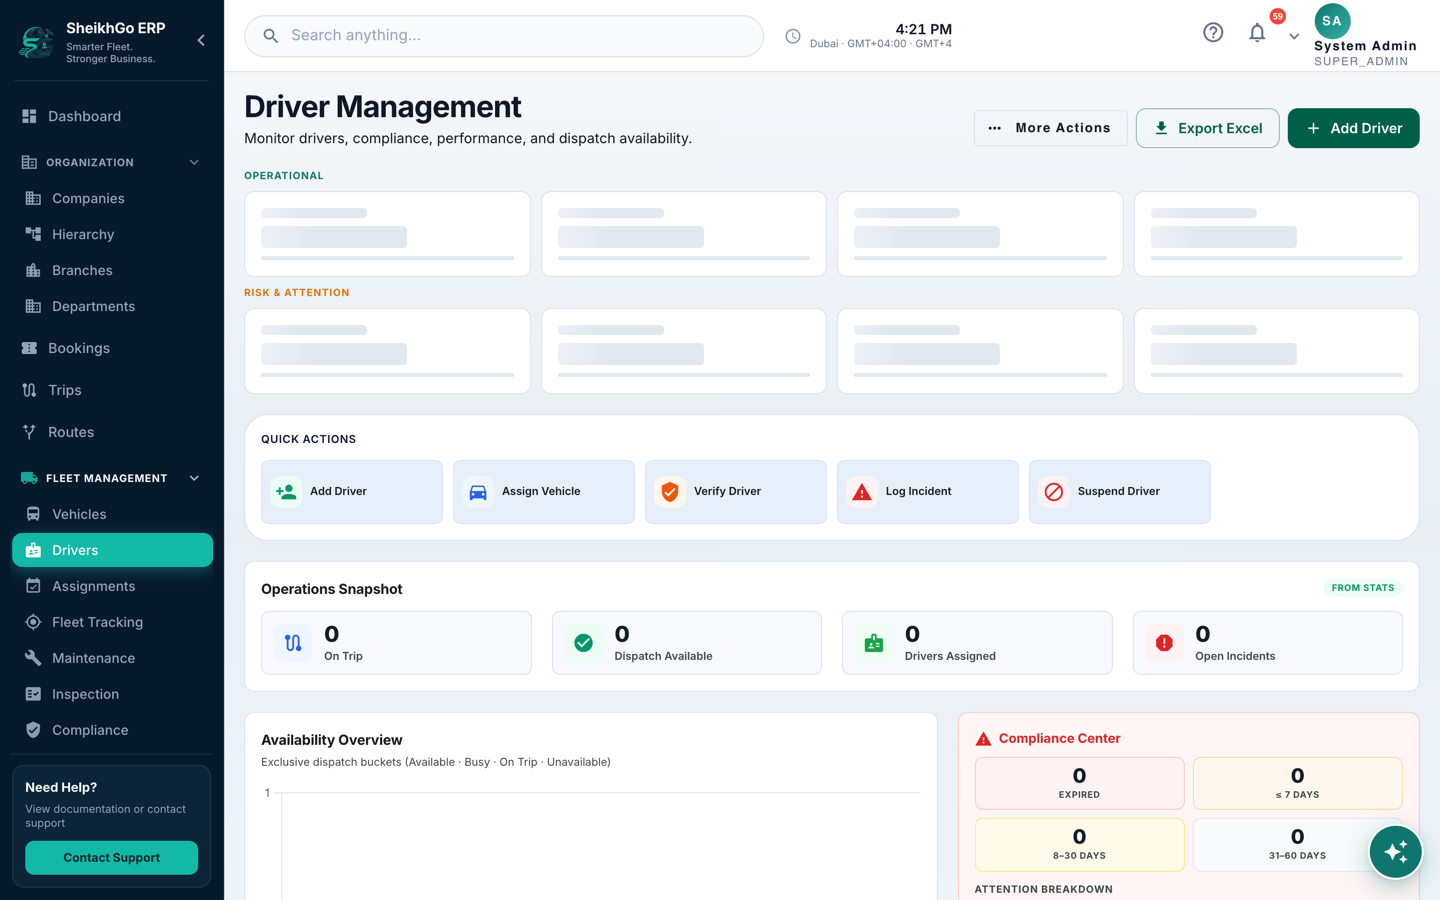 SheikhGo ERP
Smarter Fleet.
Stronger Business.
Search anything...
4:21 PM
Dubai · GMT+04:00 · GMT+4
59
SA
System Admin
SUPER_ADMIN
Dashboard
ORGANIZATION
Companies
Hierarchy
Branches
Departments
Bookings
Trips
Routes
FLEET MANAGEMENT
Vehicles
Drivers
Assignments
Fleet Tracking
Maintenance
Inspection
Compliance
Need Help?
View documentation or contact
support
Contact Support
Driver Management
Monitor drivers, compliance, performance, and dispatch availability.
More Actions
Export Excel
Add Driver
OPERATIONAL
RISK & ATTENTION
QUICK ACTIONS
Add Driver
Assign Vehicle
Verify Driver
Log Incident
Suspend Driver
Operations Snapshot
FROM STATS
0
On Trip
0
Dispatch Available
0
Drivers Assigned
0
Open Incidents
Availability Overview
Exclusive dispatch buckets (Available · Busy · On Trip · Unavailable)
1
Compliance Center
0
EXPIRED
0
≤ 7 DAYS
0
8–30 DAYS
0
31–60 DAYS
ATTENTION BREAKDOWN